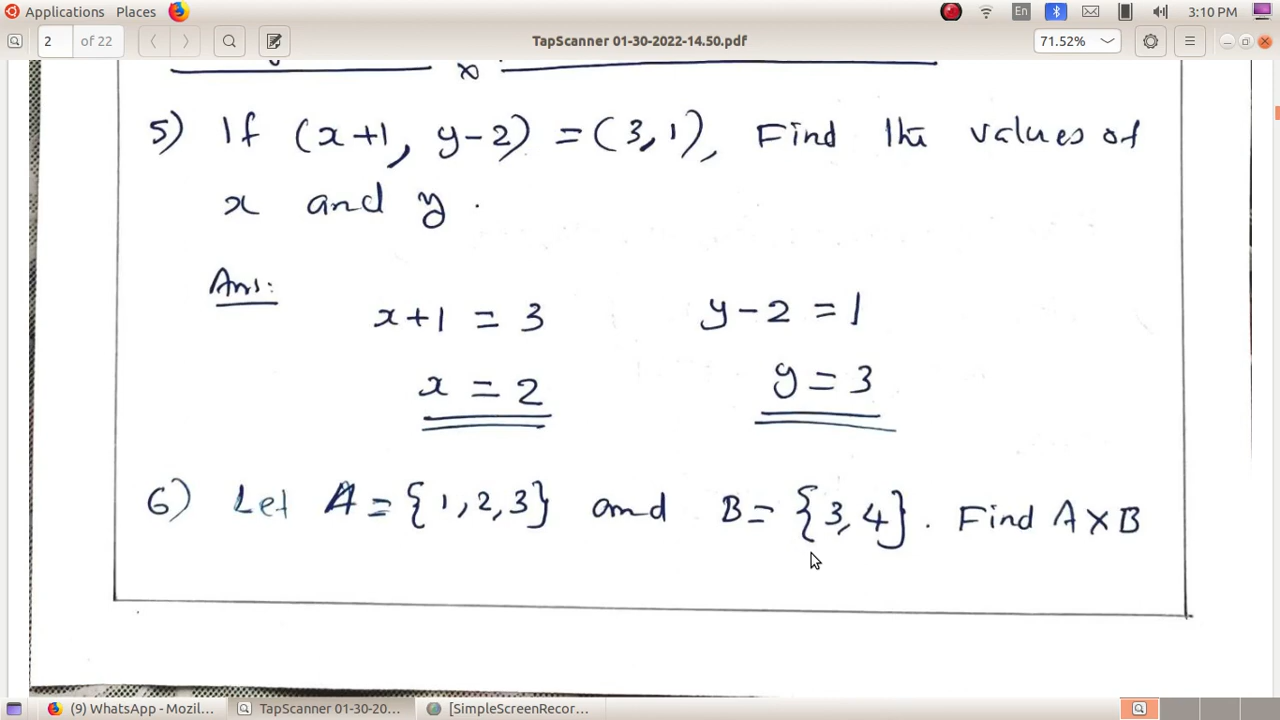 Applications Places En 3:10 PM
2 of 22 TapScanner 01-30-2022-14.50.pdf 71.52%
5) If (x+1, y-2) = (3,1), Find the values of
x and y.
Ans:
x+1 = 3 y-2 = 1
x = 2 y = 3
6) Let A = {1,2,3} and B = {3,4}. Find A×B
(9) WhatsApp - Mozil... TapScanner 01-30-20... [SimpleScreenRecor...